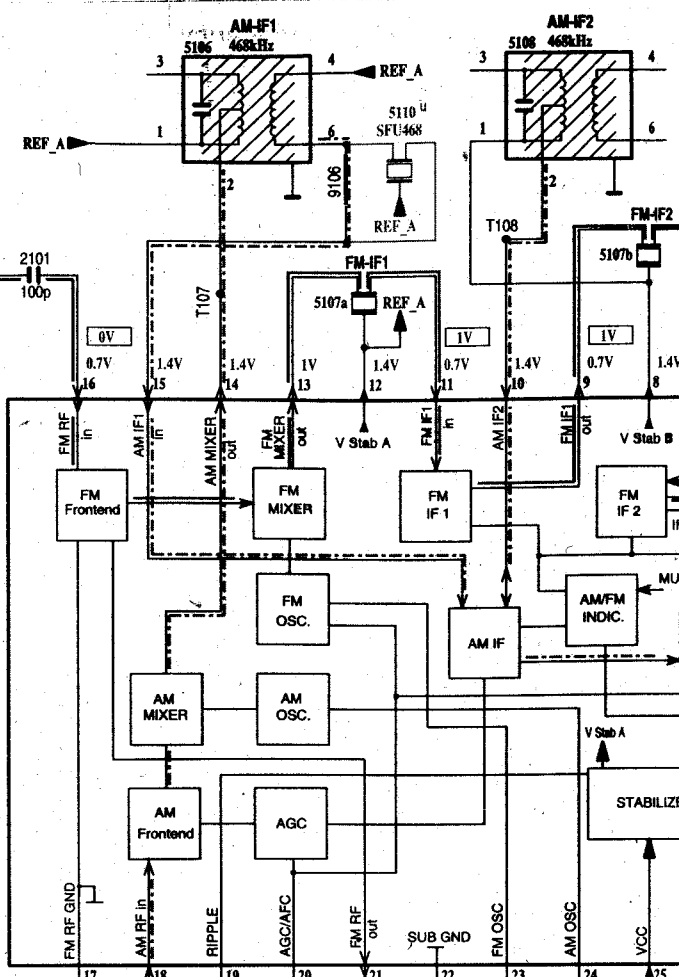 AM-IF1
5106 468kHz
3
4
REF_A
1
6
REF_A
2
9106
5110
SFU468
REF_A
AM-IF2
5108 468kHz
3
4
1
6
2
T108
FM-IF2
5107b
2101
100p
T107
FM-IF1
5107a
REF_A
0V
1V
1V
0.7V
1.4V
1.4V
1V
1.4V
0.7V
1.4V
0.7V
1.4V
16
15
14
13
12
11
10
9
8
FM RF
in
AM IF1
in
AM MIXER
out
FM
MIXER
out
V Stab A
FM IF1
in
AM IF2
FM IF1
out
V Stab B
FM
Frontend
FM
MIXER
FM
IF 1
FM
IF 2
FM
OSC.
AM IF
AM/FM
INDIC.
MU
AM
MIXER
AM
OSC.
V Stab A
AM
Frontend
AGC
STABILIZE
FM RF GND
AM RF in
RIPPLE
AGC/AFC
FM RF
out
SUB GND
FM OSC
AM OSC
VCC
17
18
19
20
21
22
23
24
25